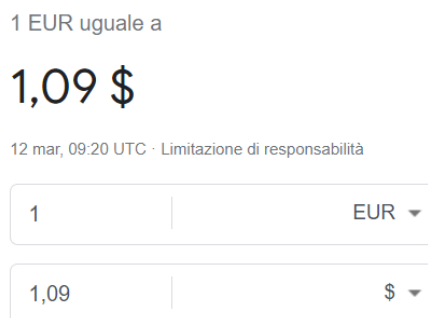 1 EUR uguale a
1,09 $
12 mar, 09:20 UTC · Limitazione di responsabilità
1 EUR
1,09 $